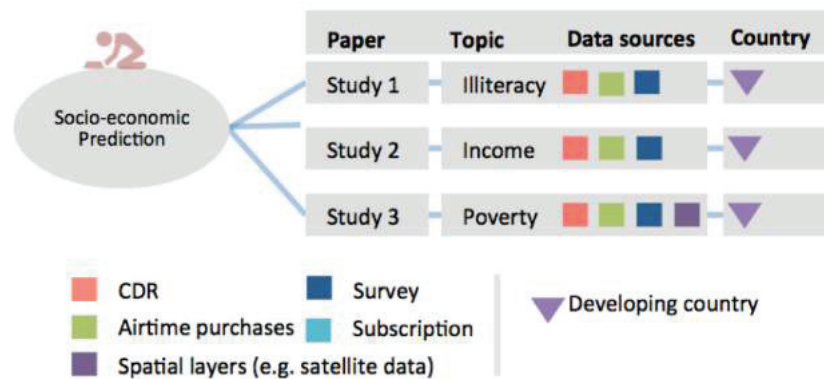 Paper Topic Data sources Country
Socio-economic
Prediction
Study 1 Illiteracy
Study 2 Income
Study 3 Poverty
CDR Survey
Airtime purchases Subscription
Spatial layers (e.g. satellite data)
Developing country